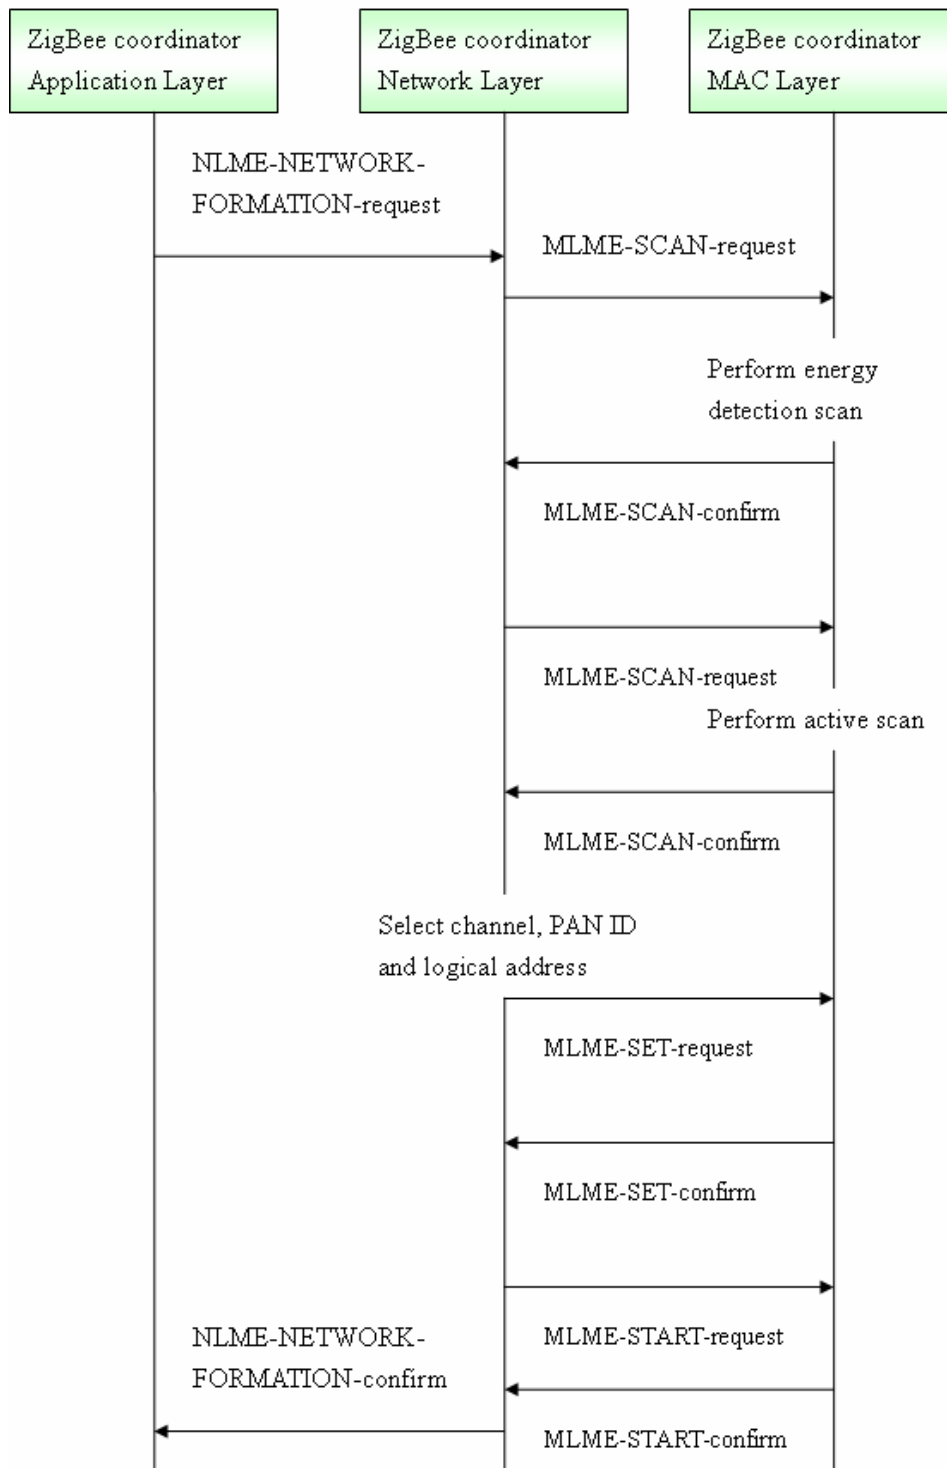 ZigBee coordinator
Application Layer
ZigBee coordinator
Network Layer
ZigBee coordinator
MAC Layer
NLME-NETWORK-
FORMATION-request
MLME-SCAN-request
Perform energy
detection scan
MLME-SCAN-confirm
MLME-SCAN-request
Perform active scan
MLME-SCAN-confirm
Select channel, PAN ID
and logical address
MLME-SET-request
MLME-SET-confirm
MLME-START-request
NLME-NETWORK-
FORMATION-confirm
MLME-START-confirm